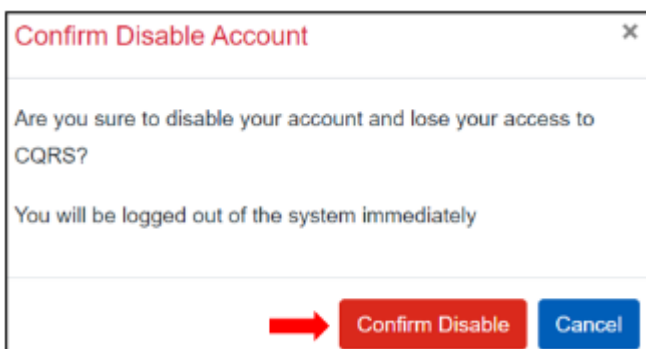 Confirm Disable Account ×
Are you sure to disable your account and lose your access to
CQRS?
You will be logged out of the system immediately
Confirm Disable Cancel